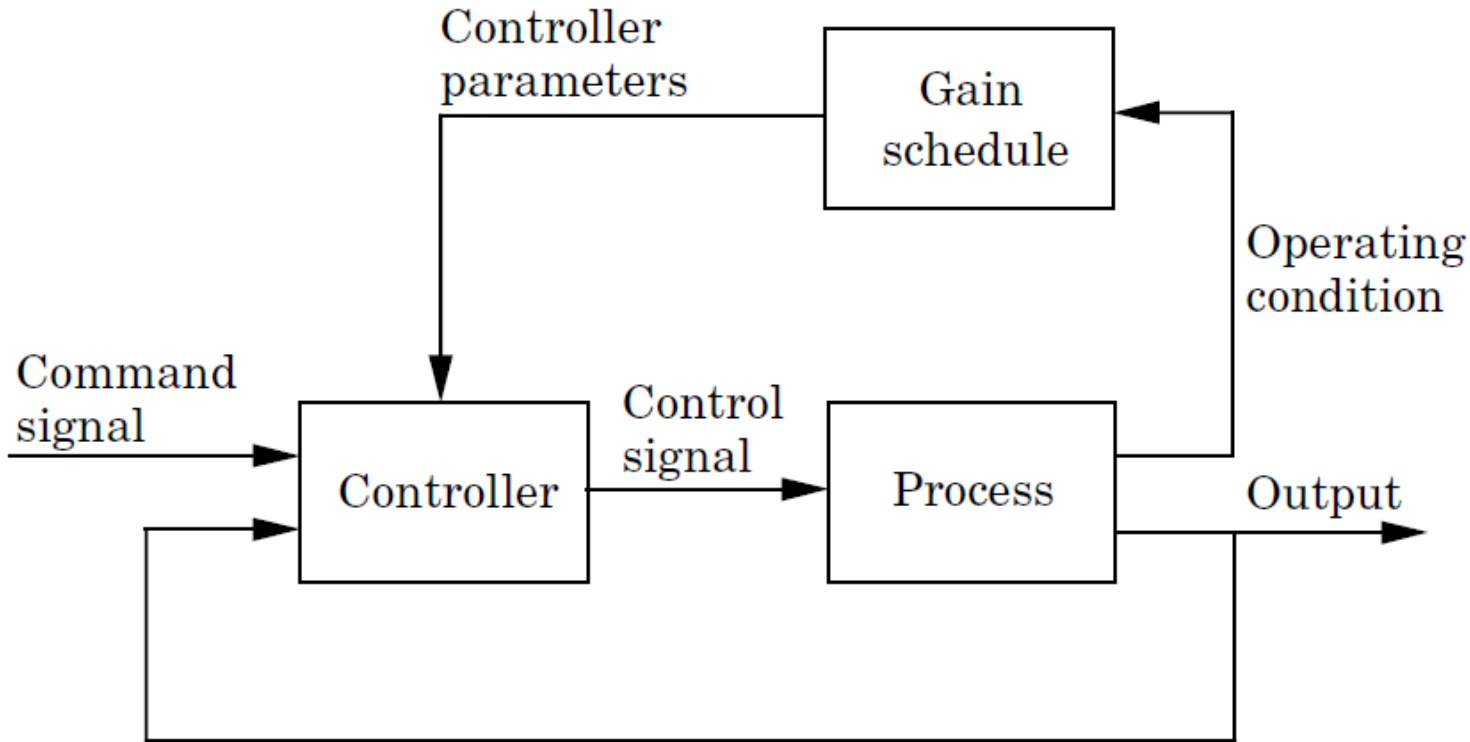 Controller
parameters
Gain
schedule
Operating
condition
Command
signal
Control
signal
Controller
Process
Output